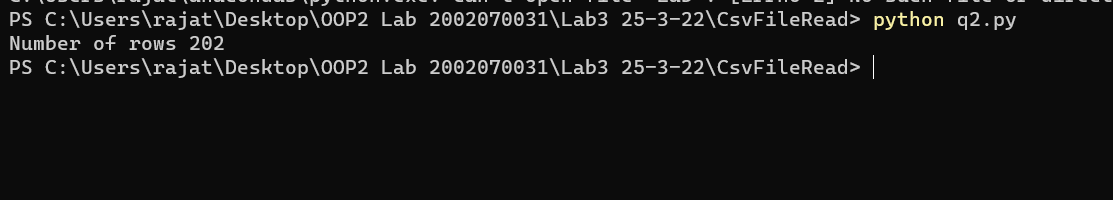 PS C:\Users\rajat\Desktop\OOP2 Lab 2002070031\Lab3 25-3-22\CsvFileRead> python q2.py
Number of rows 202
PS C:\Users\rajat\Desktop\OOP2 Lab 2002070031\Lab3 25-3-22\CsvFileRead>